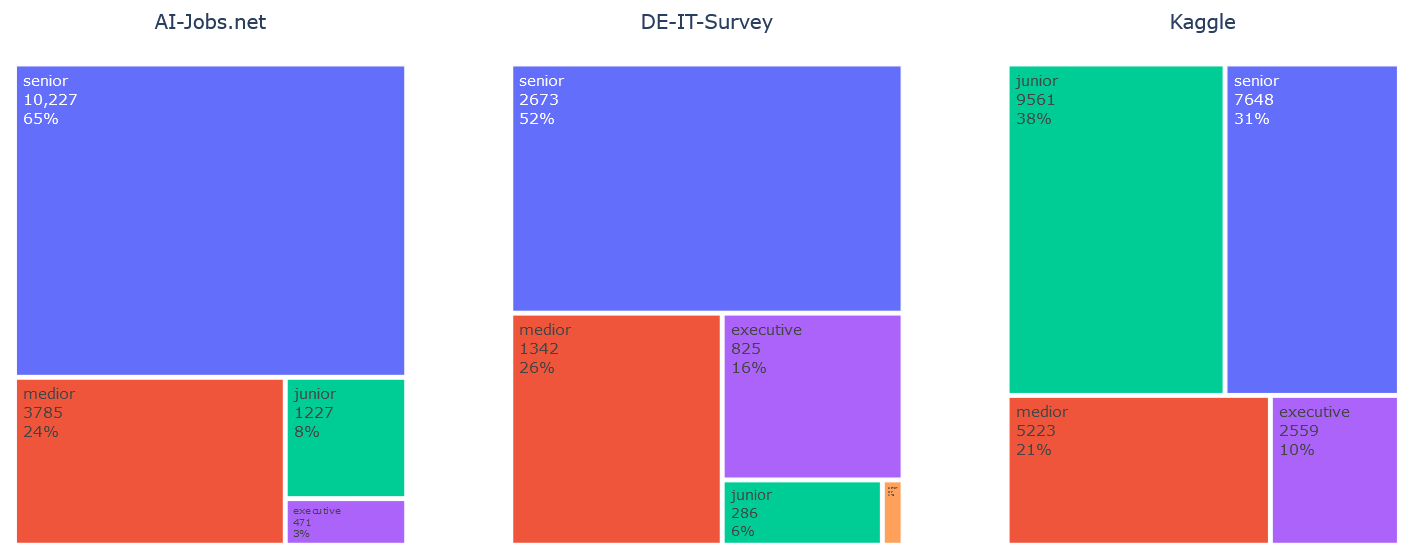 AI-Jobs.net
senior
10,227
65%
medior
3785
24%
junior
1227
8%
executive
471
3%
DE-IT-Survey
senior
2673
52%
medior
1342
26%
executive
825
16%
junior
286
6%
Kaggle
junior
9561
38%
senior
7648
31%
medior
5223
21%
executive
2559
10%